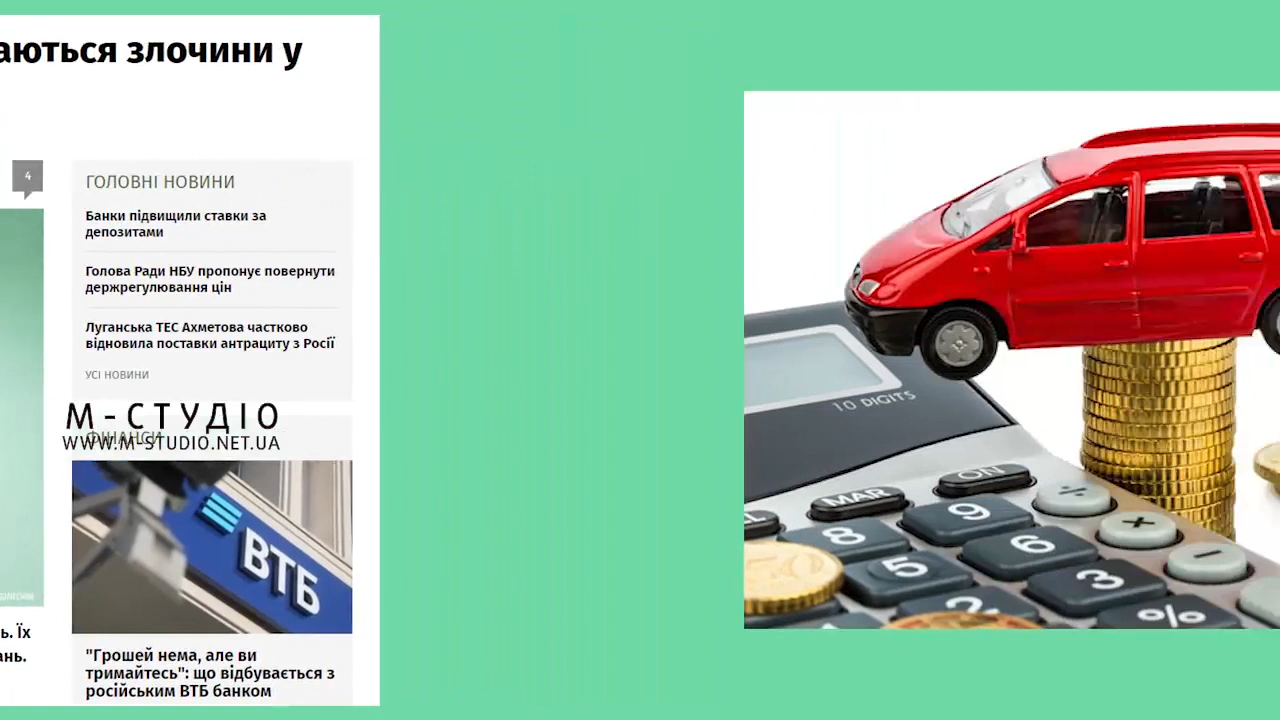 аються злочини у
4
ГОЛОВНІ НОВИНИ
Банки підвищили ставки за
депозитами
Голова Ради НБУ пропонує повернути
держрегулювання цін
Луганська ТЕС Ахметова частково
відновила поставки антрациту з Росії
УСІ НОВИНИ
М-СТУДІО
ФІНАНСИ
WWW.M-STUDIO.NET.UA
ВТБ
ь. Їх
ань.
"Грошей нема, але ви
тримайтесь": що відбувається з
російським ВТБ банком
10 DIGITS
ON
MAR
÷
9
8
×
6
5
−
3
2
%